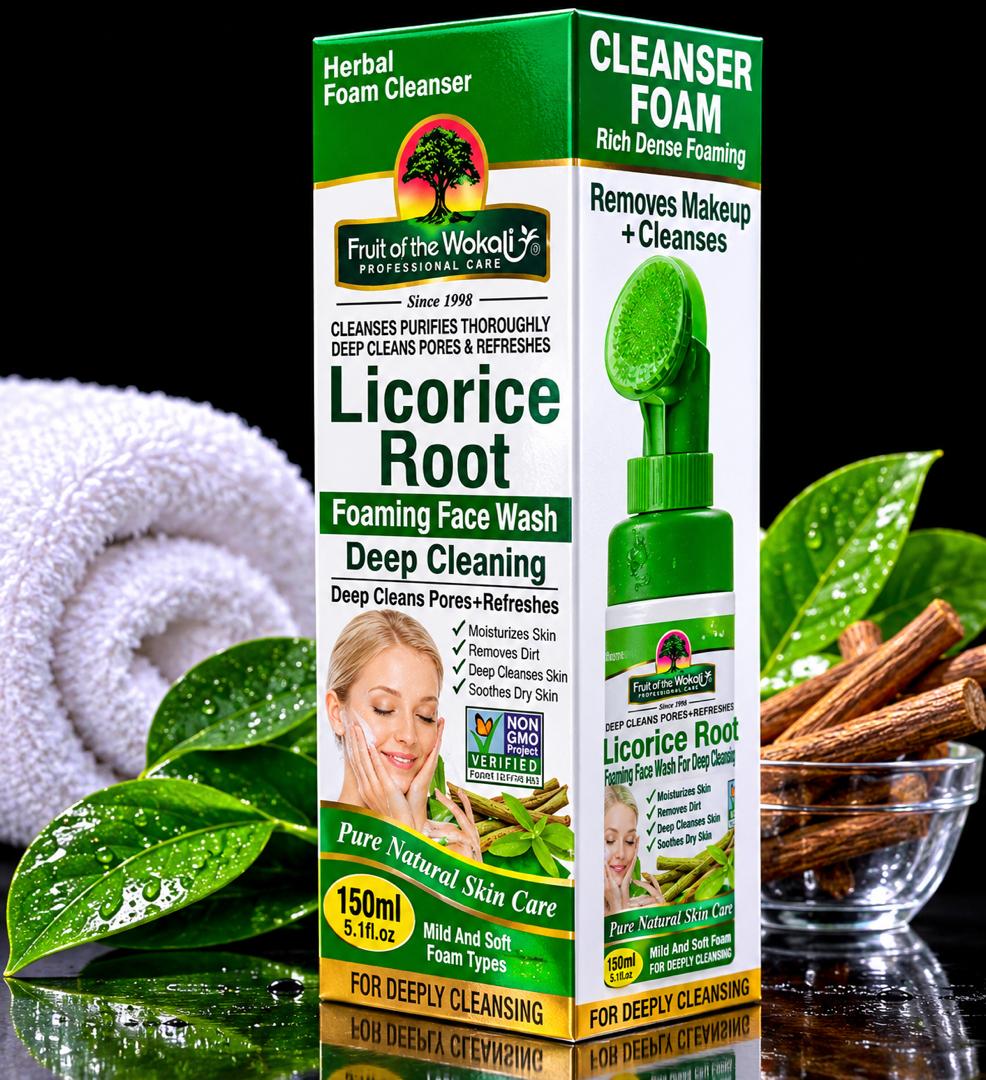 Herbal
Foam Cleanser
Fruit of the Wokali ®
PROFESSIONAL CARE
Since 1998
CLEANSES PURIFIES THOROUGHLY
DEEP CLEANS PORES & REFRESHES
Licorice
Root
Foaming Face Wash
Deep Cleaning
Deep Cleans Pores+Refreshes
✓ Moisturizes Skin
✓ Removes Dirt
✓ Deep Cleanses Skin
✓ Soothes Dry Skin
NON
GMO
Project
VERIFIED
Pure Natural Skin Care
150ml
5.1fl.oz
Mild And Soft
Foam Types
FOR DEEPLY CLEANSING
CLEANSER
FOAM
Rich Dense Foaming
Removes Makeup
+Cleanses
Fruit of the Wokali
PROFESSIONAL CARE
Since 1998
DEEP CLEANS PORES+REFRESHES
Licorice Root
Foaming Face Wash For Deep Cleansing
✓ Moisturizes Skin
✓ Removes Dirt
✓ Deep Cleanses Skin
✓ Soothes Dry Skin
Pure Natural Skin Care
150ml
5.1fl.oz
Mild And Soft Foam
FOR DEEPLY CLEANSING
FOR DEEPLY CLEANSING